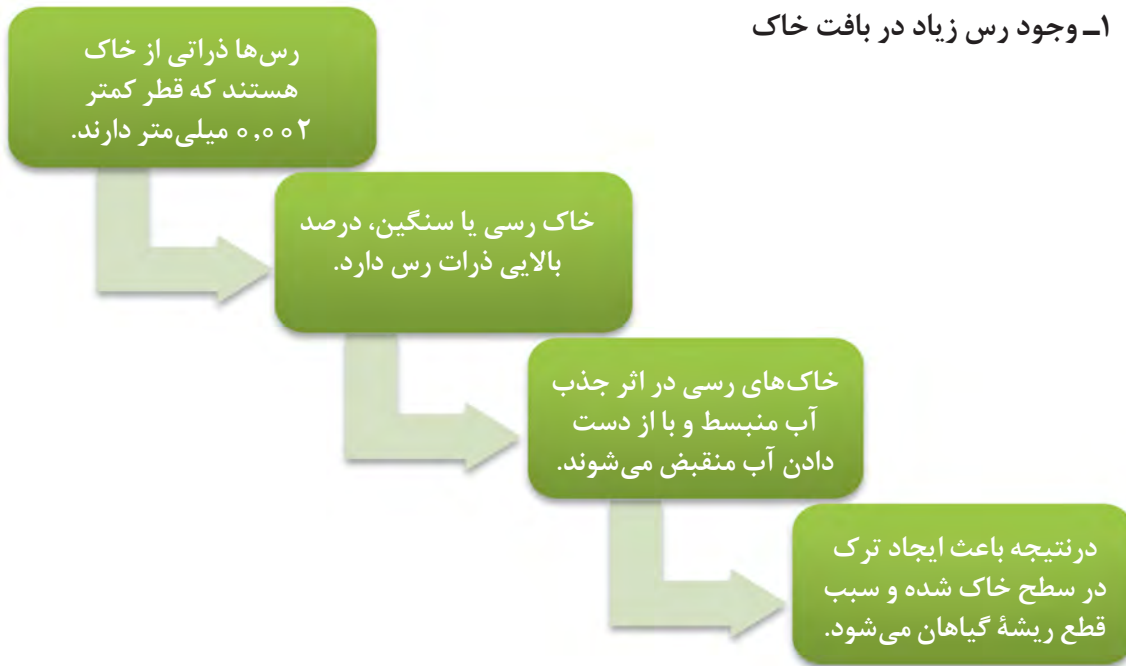 ۱ـ وجود رس زیاد در بافت خاک
رس‌ها ذراتی از خاک
هستند که قطر کمتر
۰,۰۰۲ میلی‌متر دارند.
خاک رسی یا سنگین، درصد
بالایی ذرات رس دارد.
خاک‌های رسی در اثر جذب
آب منبسط و با از دست
دادن آب منقبض می‌شوند.
درنتیجه باعث ایجاد ترک
در سطح خاک شده و سبب
قطع ریشهٔ گیاهان می‌شود.